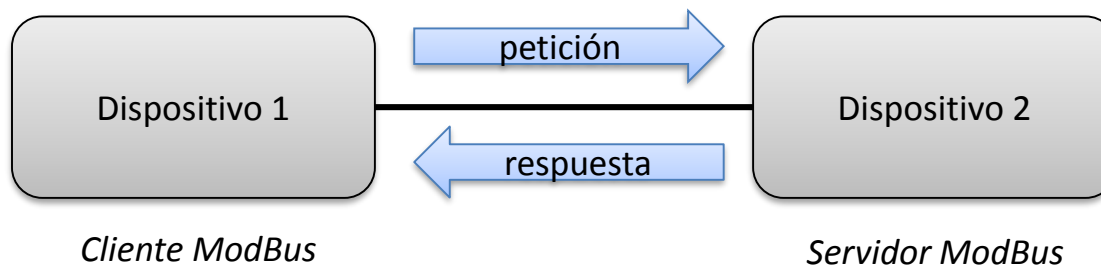 petición
Dispositivo 1
Dispositivo 2
respuesta
Cliente ModBus
Servidor ModBus